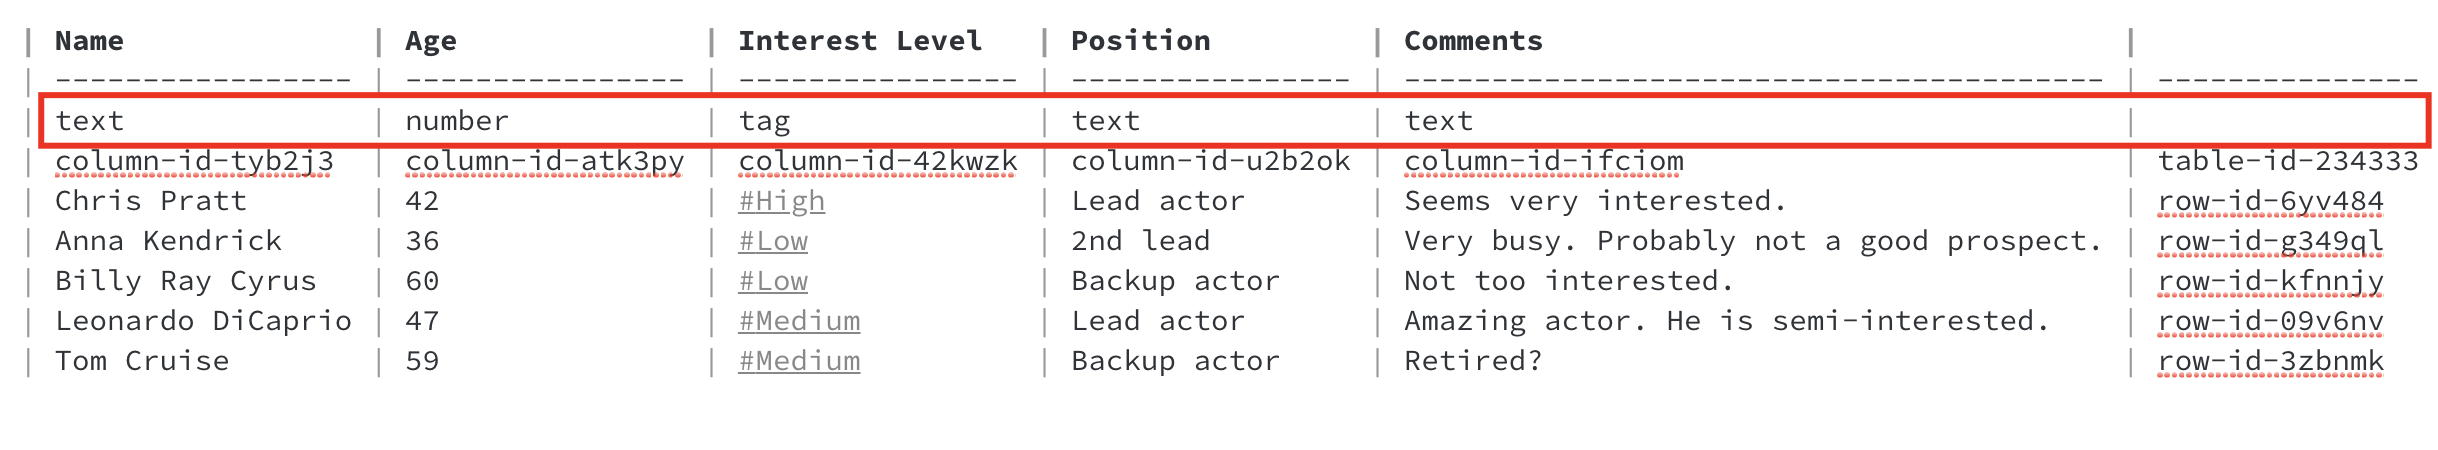 | Name | Age | Interest Level | Position | Comments |
| ----------------- | ---------------- | ---------------- | ---------------- | ---------------------------------------- | ---------------
| text | number | tag | text | text |
| column-id-tyb2j3 | column-id-atk3py | column-id-42kwzk | column-id-u2b2ok | column-id-ifciom | table-id-234333
| Chris Pratt | 42 | #High | Lead actor | Seems very interested. | row-id-6yv484
| Anna Kendrick | 36 | #Low | 2nd lead | Very busy. Probably not a good prospect. | row-id-g349ql
| Billy Ray Cyrus | 60 | #Low | Backup actor | Not too interested. | row-id-kfnnjy
| Leonardo DiCaprio | 47 | #Medium | Lead actor | Amazing actor. He is semi-interested. | row-id-09v6nv
| Tom Cruise | 59 | #Medium | Backup actor | Retired? | row-id-3zbnmk